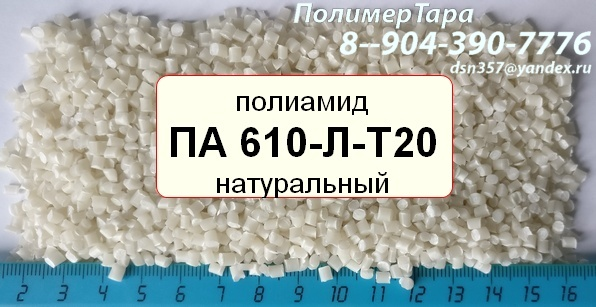 ПолимерТара
8--904-390-7776
dsn357@yandex.ru
полиамид
ПА 610-Л-Т20
натуральный
2 3 4 5 6 7 8 9 10 11 12 13 14 15 16